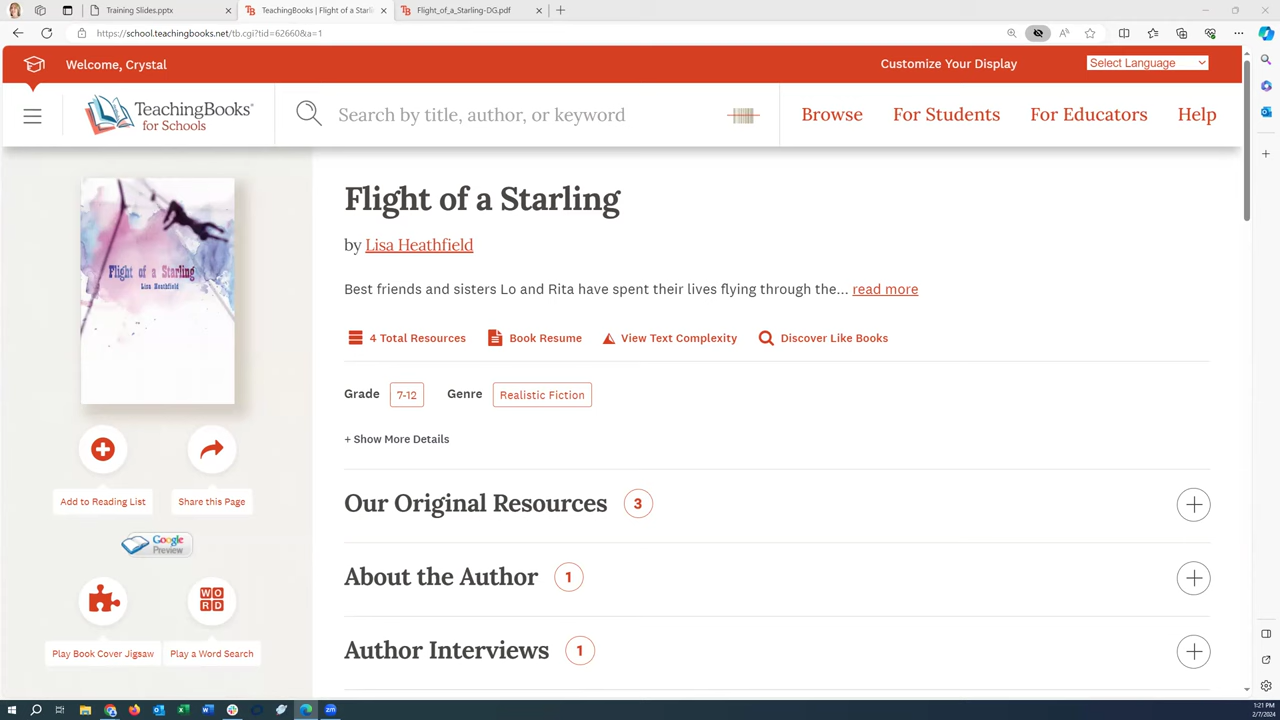 Training Slides.pptx
TeachingBooks | Flight of a Starli
Flight_of_a_Starling-DG.pdf
https://school.teachingbooks.net/tb.cgi?tid=62660&a=1
Welcome, Crystal
Customize Your Display
Select Language
TeachingBooks
for Schools
Search by title, author, or keyword
Browse
For Students
For Educators
Help
Flight of a Starling
Lisa Heathfield
Flight of a Starling
by Lisa Heathfield
Best friends and sisters Lo and Rita have spent their lives flying through the... read more
4 Total Resources
Book Resume
View Text Complexity
Discover Like Books
Grade 7-12 Genre Realistic Fiction
+ Show More Details
Add to Reading List
Share this Page
Google
Preview
WO
RD
Play Book Cover Jigsaw
Play a Word Search
Our Original Resources 3
About the Author 1
Author Interviews 1
1:21 PM
2/7/2024